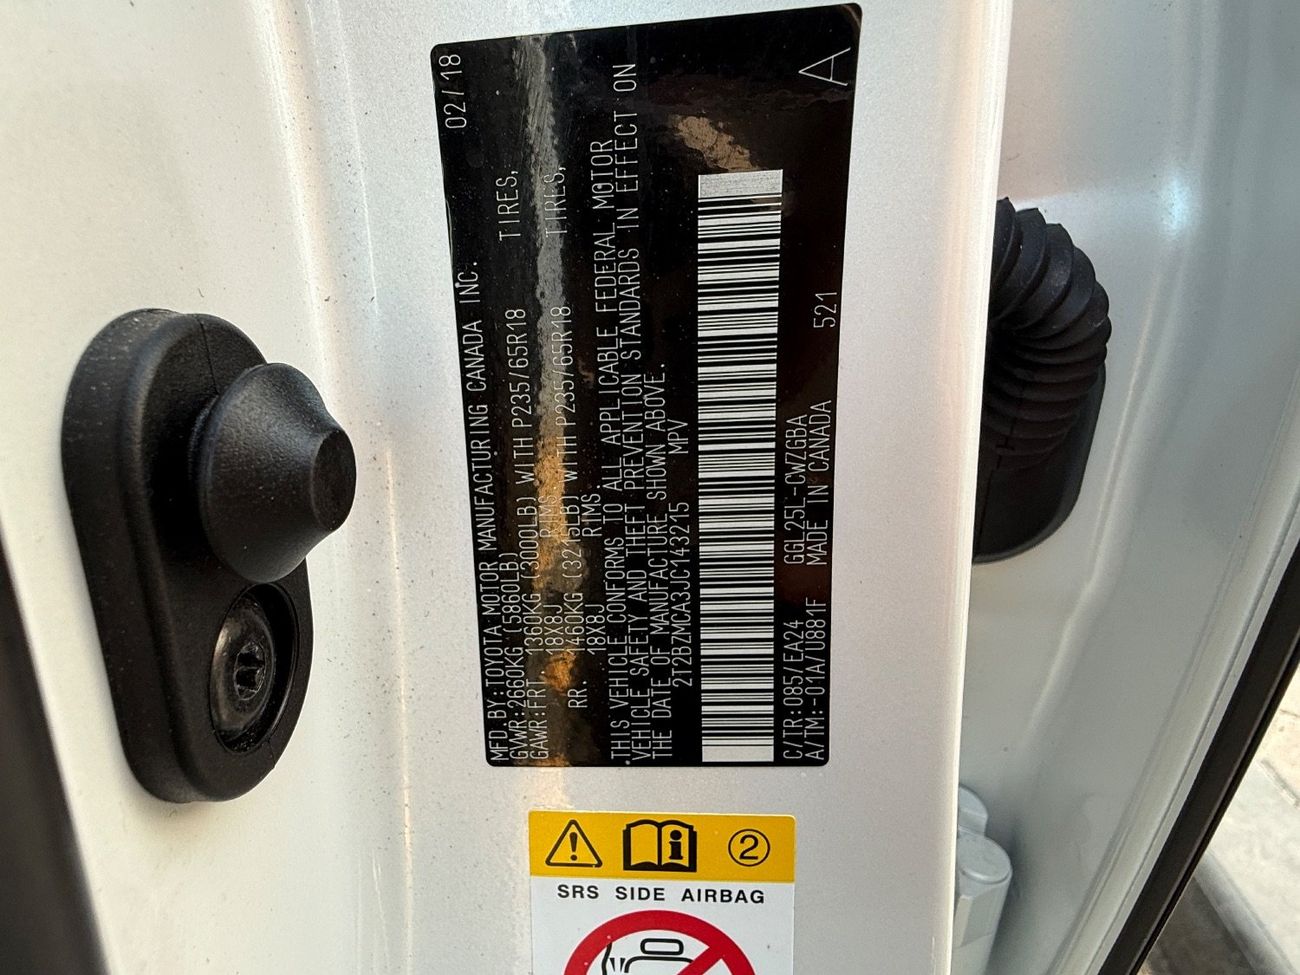 MFD.BY:TOYOTA MOTOR MANUFACTURING CANADA INC. 02/18
GVWR:2660KG (5860LB)
GAWR:FRT. 1360KG (3000LB) WITH P235/65R18 TIRES,
18X8J RIMS
RR. 1460KG (3215LB) WITH P235/65R18 TIRES,
18X8J RIMS
THIS VEHICLE CONFORMS TO ALL APPLICABLE FEDERAL MOTOR
VEHICLE SAFETY AND THEFT PREVENTION STANDARDS IN EFFECT ON
THE DATE OF MANUFACTURE SHOWN ABOVE.
2T2BZMCA3JC143215 MPV
C/TR:085/EA24 GGL25L-CWZGBA
A/TM:-01A/U881F MADE IN CANADA 521 A
2
SRS SIDE AIRBAG